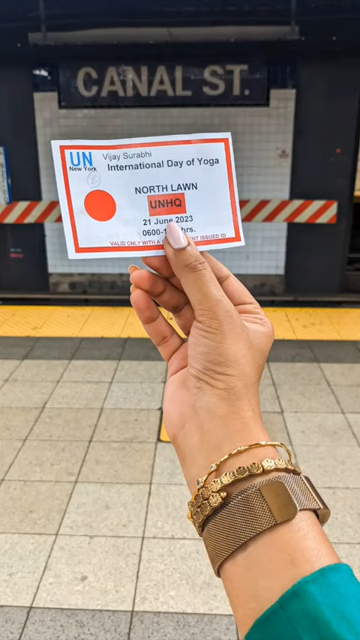 CANAL ST.
UN
New York
Vijay Surabhi
International Day of Yoga
NORTH LAWN
UNHQ
21 June 2023
0600- hrs.
VALID ONLY WITH A ISSUED ID